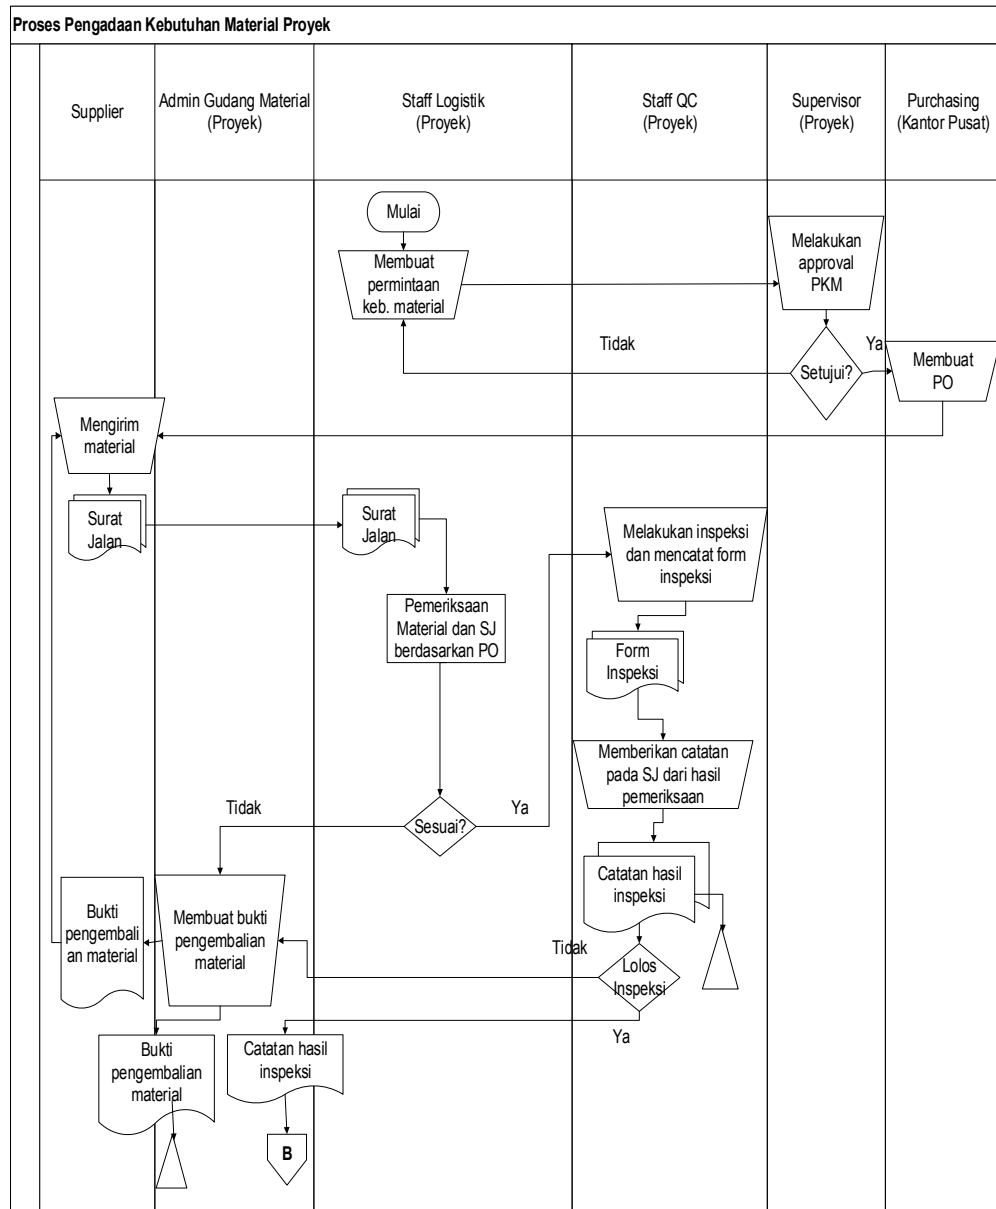 Proses Pengadaan Kebutuhan Material Proyek
Supplier
Admin Gudang Material
(Proyek)
Staff Logistik
(Proyek)
Staff QC
(Proyek)
Supervisor
(Proyek)
Purchasing
(Kantor Pusat)
Mulai
Membuat
permintaan
keb. material
Melakukan
approval
PKM
Tidak
Setujui?
Ya
Membuat
PO
Mengirim
material
Surat
Jalan
Surat
Jalan
Melakukan inspeksi
dan mencatat form
inspeksi
Pemeriksaan
Material dan SJ
berdasarkan PO
Form
Inspeksi
Memberikan catatan
pada SJ dari hasil
pemeriksaan
Tidak
Sesuai?
Ya
Catatan hasil
inspeksi
Bukti
pengembali
an material
Membuat bukti
pengembalian
material
Tidak
Lolos
Inspeksi
Ya
Bukti
pengembalian
material
Catatan hasil
inspeksi
B